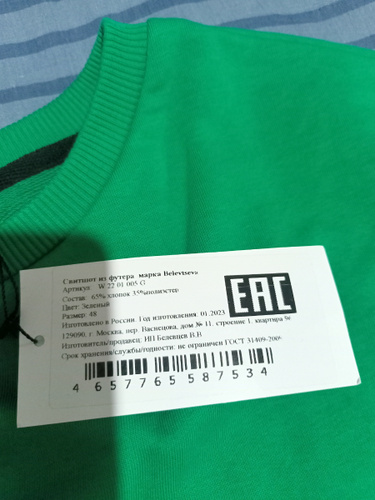 Свитшот из футера марка Belevtseva
Артикул W 22 01 005 G
Состав 65% хлопок 35%полиэстер
Цвет: Зеленый
Размер: 48
Изготовлено в России. Год изготовления: 01.2023
129090, г. Москва, пер. Васнецова, дом № 11, строение 1, квартира
Изготовитель/продавец: ИП Белевцев В.В
Срок хранения/службы/годности: не ограничен ГОСТ 31409-2009
EAC
4 657765 587534